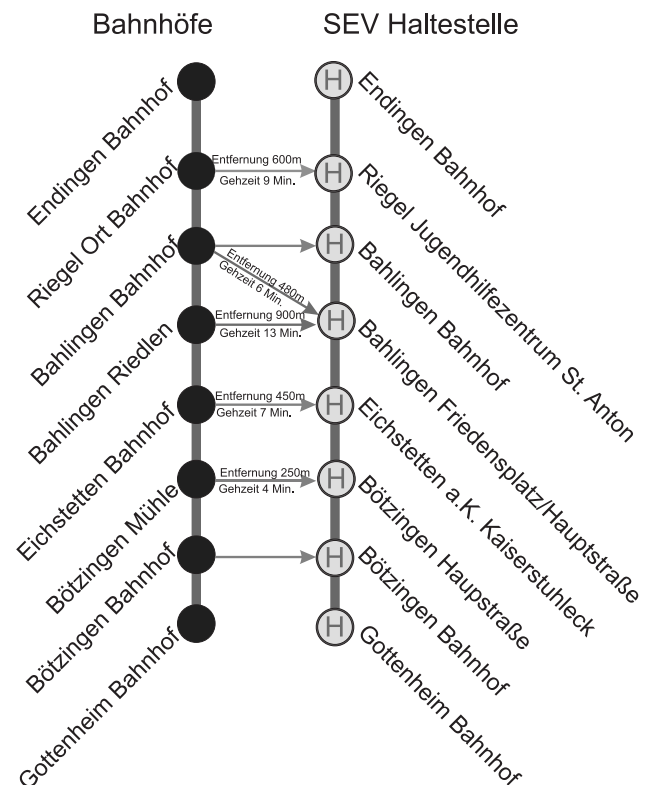 Bahnhöfe
SEV Haltestelle
Endingen Bahnhof
H
Endingen Bahnhof
Riegel Ort Bahnhof
Entfernung 600m
Gehzeit 9 Min.
H
Riegel Jugendhilfezentrum St. Anton
Bahlingen Bahnhof
H
Bahlingen Bahnhof
Entfernung 480m
Gehzeit 6 Min.
Bahlingen Riedlen
Entfernung 900m
Gehzeit 13 Min.
H
Bahlingen Friedensplatz/Hauptstraße
Eichstetten Bahnhof
Entfernung 450m
Gehzeit 7 Min.
H
Eichstetten a.K. Kaiserstuhleck
Bötzingen Mühle
Entfernung 250m
Gehzeit 4 Min.
H
Bötzingen Haupstraße
Bötzingen Bahnhof
H
Bötzingen Bahnhof
Gottenheim Bahnhof
H
Gottenheim Bahnhof